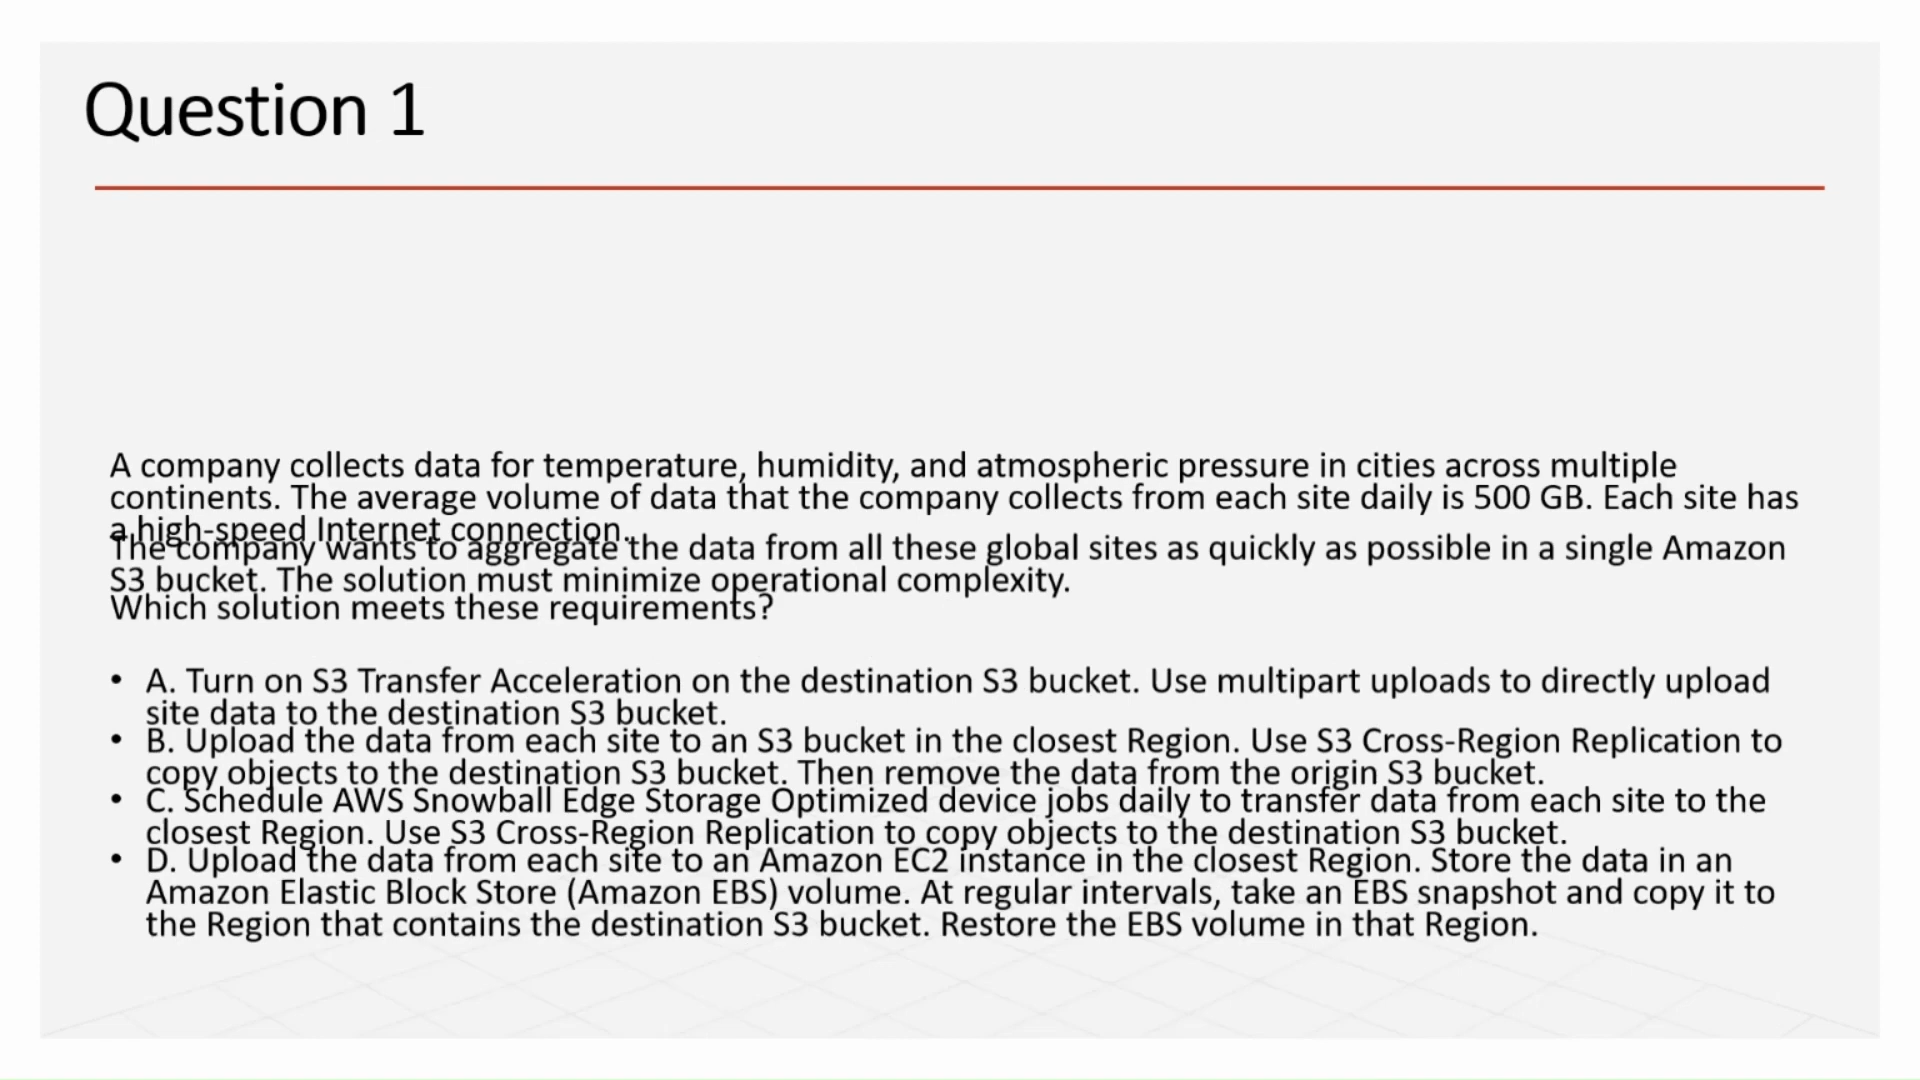 Question 1
A company collects data for temperature, humidity, and atmospheric pressure in cities across multiple
continents. The average volume of data that the company collects from each site daily is 500 GB. Each site has
a high-speed Internet connection.
The company wants to aggregate the data from all these global sites as quickly as possible in a single Amazon
S3 bucket. The solution must minimize operational complexity.
Which solution meets these requirements?
• A. Turn on S3 Transfer Acceleration on the destination S3 bucket. Use multipart uploads to directly upload
site data to the destination S3 bucket.
• B. Upload the data from each site to an S3 bucket in the closest Region. Use S3 Cross-Region Replication to
copy objects to the destination S3 bucket. Then remove the data from the origin S3 bucket.
• C. Schedule AWS Snowball Edge Storage Optimized device jobs daily to transfer data from each site to the
closest Region. Use S3 Cross-Region Replication to copy objects to the destination S3 bucket.
• D. Upload the data from each site to an Amazon EC2 instance in the closest Region. Store the data in an
Amazon Elastic Block Store (Amazon EBS) volume. At regular intervals, take an EBS snapshot and copy it to
the Region that contains the destination S3 bucket. Restore the EBS volume in that Region.